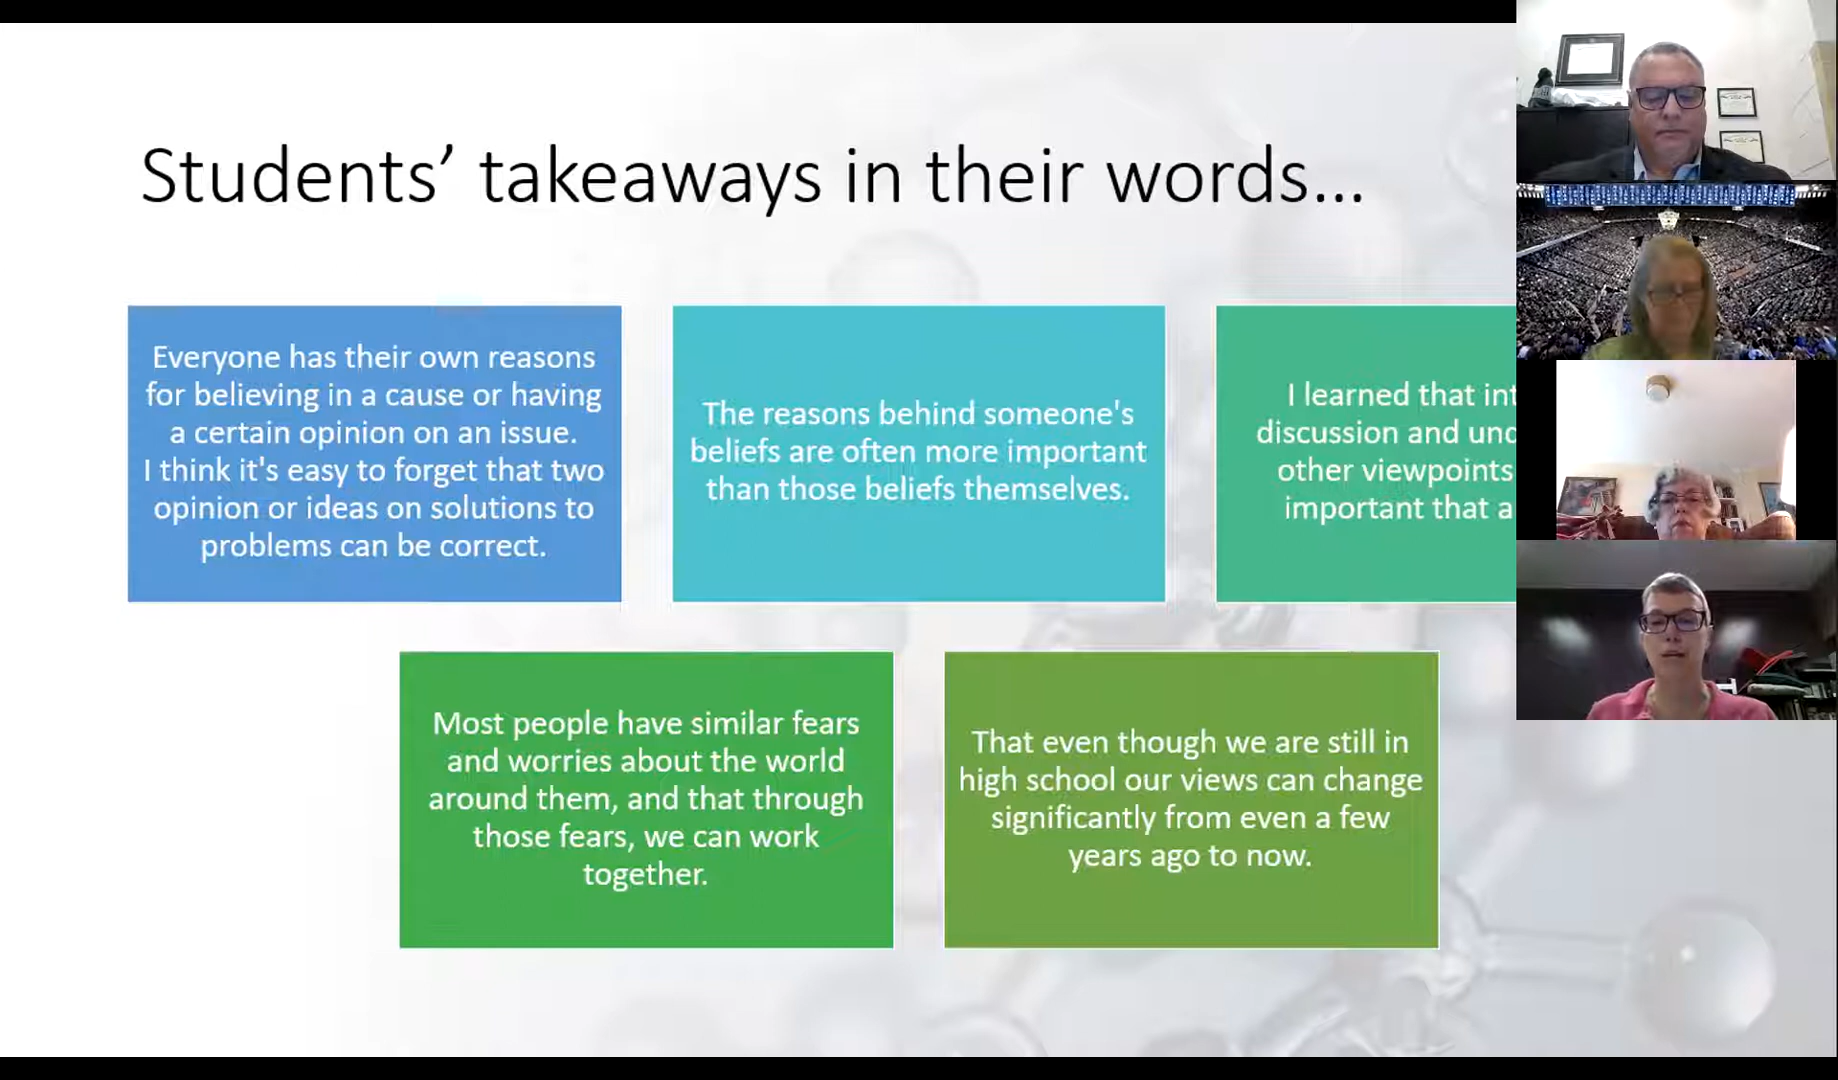 Students’ takeaways in their words...
Everyone has their own reasons
for believing in a cause or having
a certain opinion on an issue.
I think it's easy to forget that two
opinion or ideas on solutions to
problems can be correct.
The reasons behind someone's
beliefs are often more important
than those beliefs themselves.
I learned that
discussion and
other viewpoints
important that a
Most people have similar fears
and worries about the world
around them, and that through
those fears, we can work
together.
That even though we are still in
high school our views can change
significantly from even a few
years ago to now.